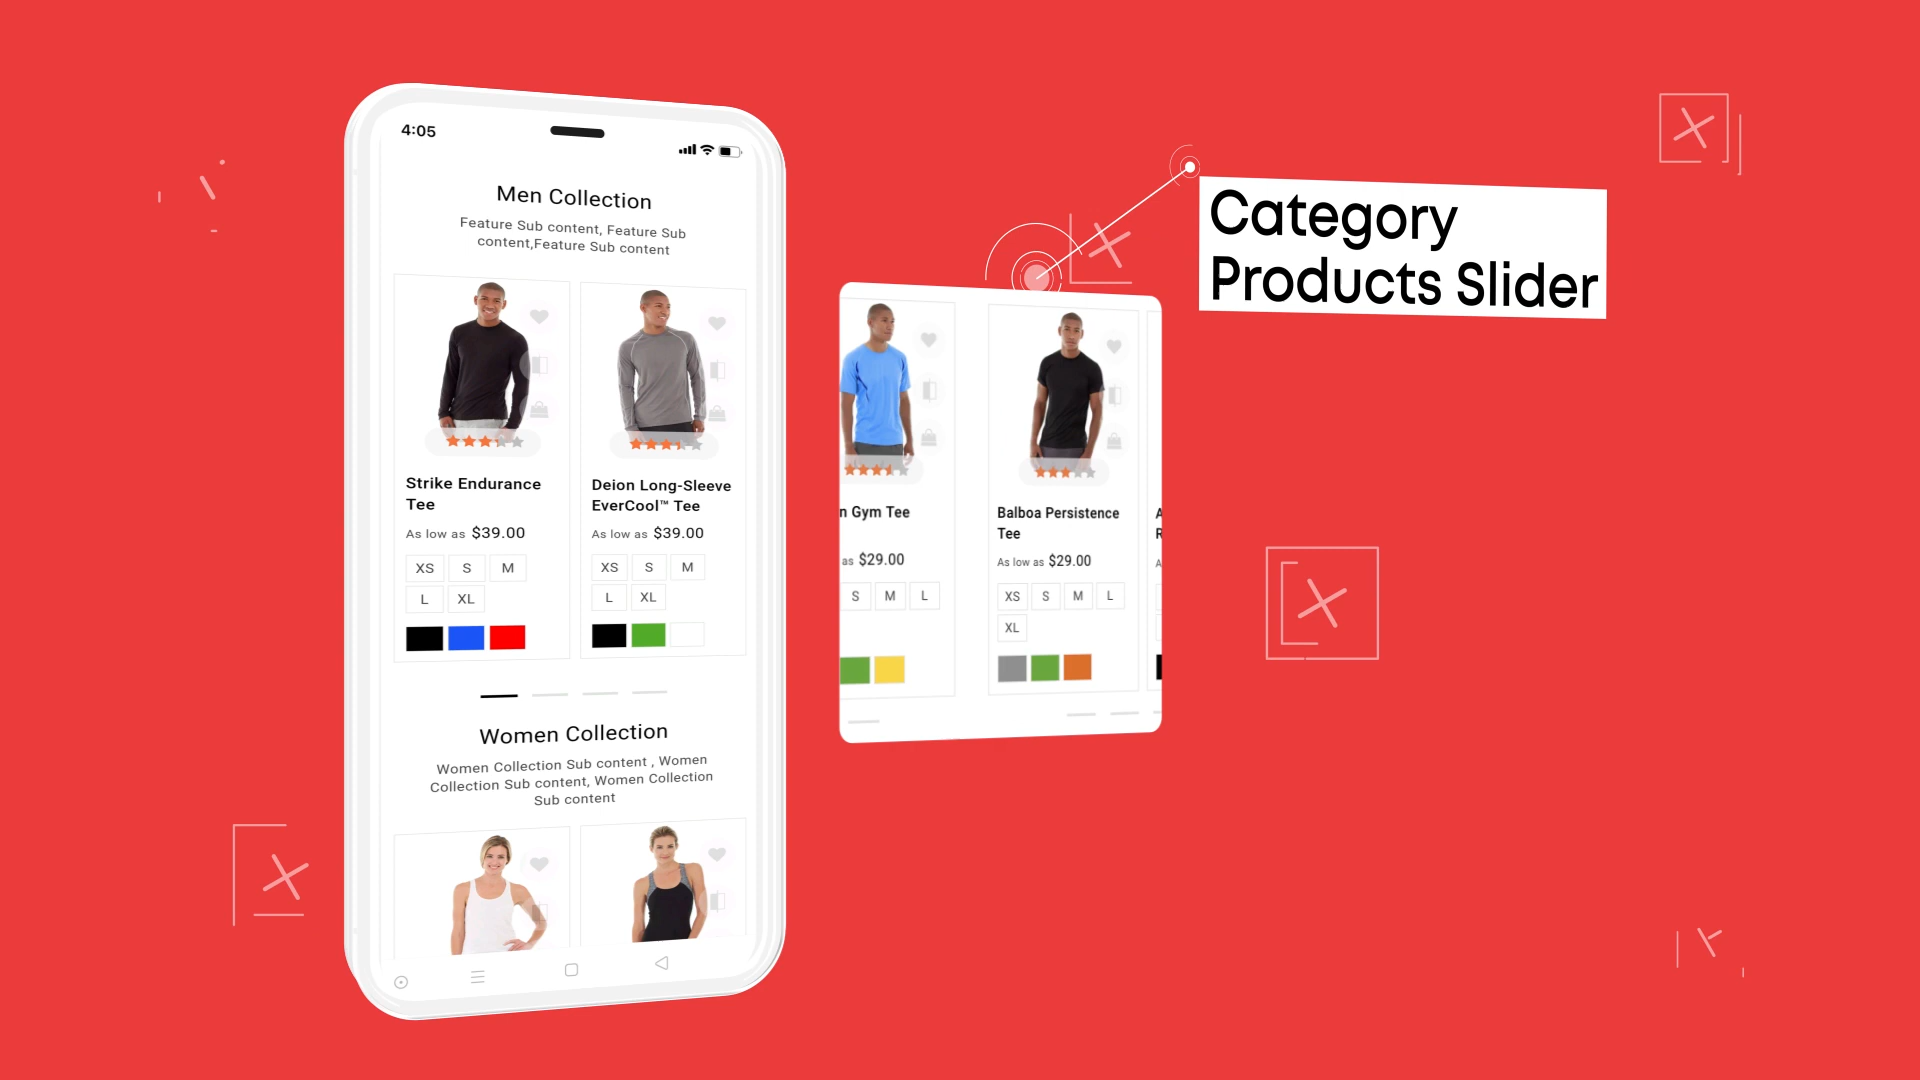 4:05
Men Collection
Feature Sub content, Feature Sub
content,Feature Sub content
Strike Endurance
Tee
As low as $39.00
XS S M
L XL
Deion Long-Sleeve
EverCool™ Tee
As low as $39.00
XS S M
L XL
Women Collection
Women Collection Sub content , Women
Collection Sub content, Women Collection
Sub content
n Gym Tee
as $29.00
S M L
Balboa Persistence
Tee
As low as $29.00
XS S M L
XL
A
R
A
Category
Products Slider